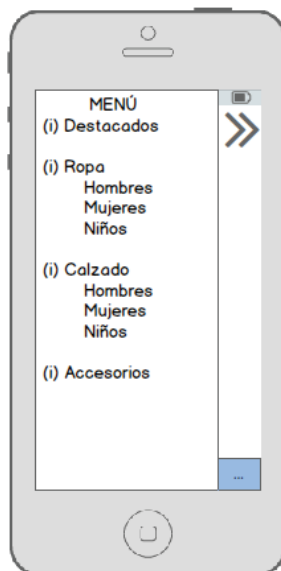 MENÚ
(i) Destacados
(i) Ropa
Hombres
Mujeres
Niños
(i) Calzado
Hombres
Mujeres
Niños
(i) Accesorios
...